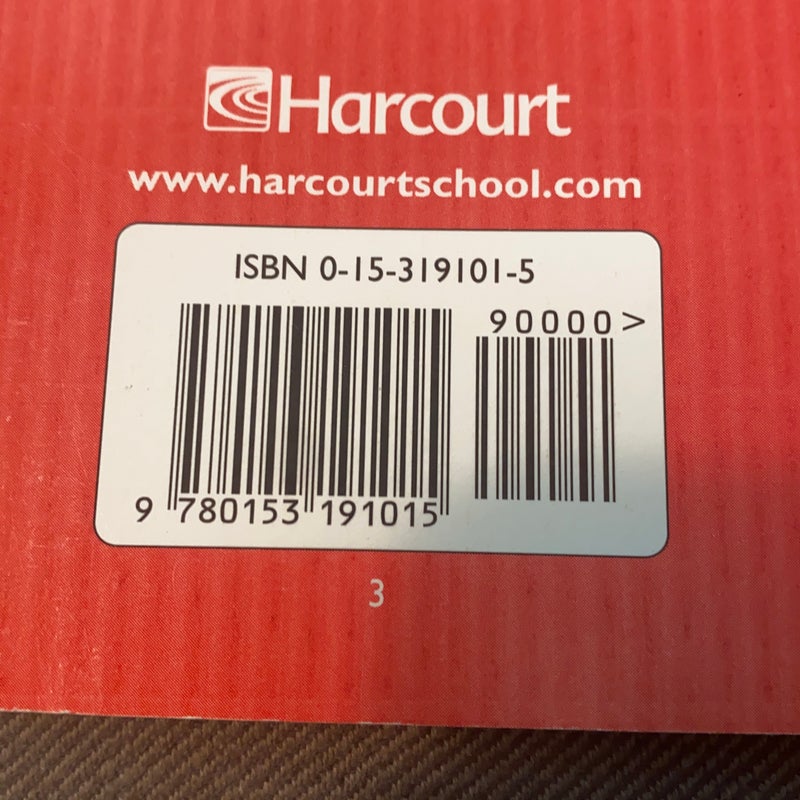 Harcourt
www.harcourtschool.com
ISBN 0-15-319101-5
90000>
9 780153 191015
3